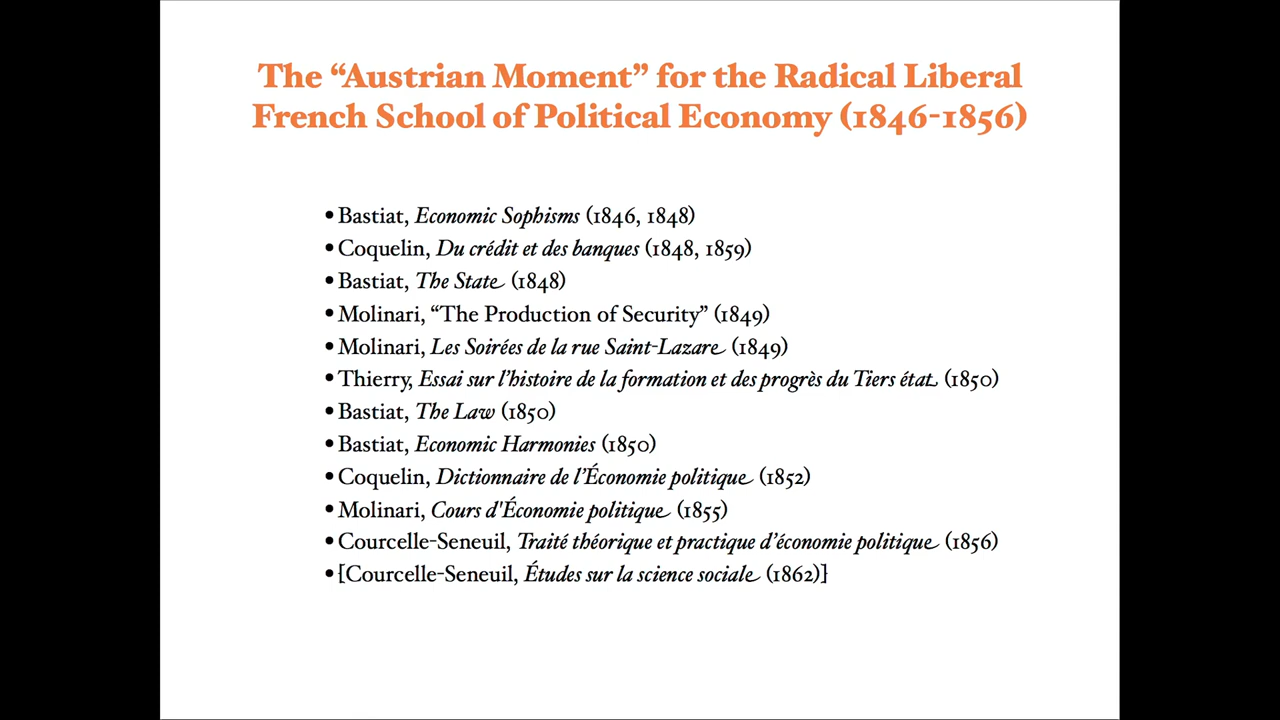 The “Austrian Moment” for the Radical Liberal
French School of Political Economy (1846-1856)
• Bastiat, Economic Sophisms (1846, 1848)
• Coquelin, Du crédit et des banques (1848, 1859)
• Bastiat, The State (1848)
• Molinari, “The Production of Security” (1849)
• Molinari, Les Soirées de la rue Saint-Lazare (1849)
• Thierry, Essai sur l’histoire de la formation et des progrès du Tiers état (1850)
• Bastiat, The Law (1850)
• Bastiat, Economic Harmonies (1850)
• Coquelin, Dictionnaire de l’Économie politique (1852)
• Molinari, Cours d'Économie politique (1855)
• Courcelle-Seneuil, Traité théorique et practique d’économie politique (1856)
• [Courcelle-Seneuil, Études sur la science sociale (1862)}